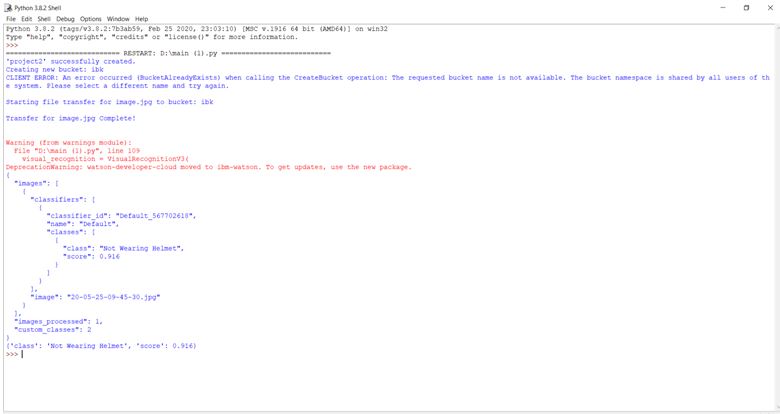 Python 3.8.2 Shell
File Edit Shell Debug Options Window Help
Python 3.8.2 (tags/v3.8.2:7b3ab59, Feb 25 2020, 23:03:10) [MSC v.1916 64 bit (AMD64)] on win32
Type "help", "copyright", "credits" or "license()" for more information.
>>>
============================ RESTART: D:\main (1).py ===========================
'project2' successfully created.
Creating new bucket: ibk
CLIENT ERROR: An error occurred (BucketAlreadyExists) when calling the CreateBucket operation: The requested bucket name is not available. The bucket namespace is shared by all users of th
e system. Please select a different name and try again.
Starting file transfer for image.jpg to bucket: ibk
Transfer for image.jpg Complete!
Warning (from warnings module):
File "D:\main (1).py", line 109
visual_recognition = VisualRecognitionV3(
DeprecationWarning: watson-developer-cloud moved to ibm-watson. To get updates, use the new package.
{
"images": [
{
"classifiers": [
{
"classifier_id": "Default_567702618",
"name": "Default",
"classes": [
{
"class": "Not Wearing Helmet",
"score": 0.916
}
]
}
],
"image": "20-05-25-09-45-30.jpg"
}
],
"images_processed": 1,
"custom_classes": 2
}
{'class': 'Not Wearing Helmet', 'score': 0.916}
>>>